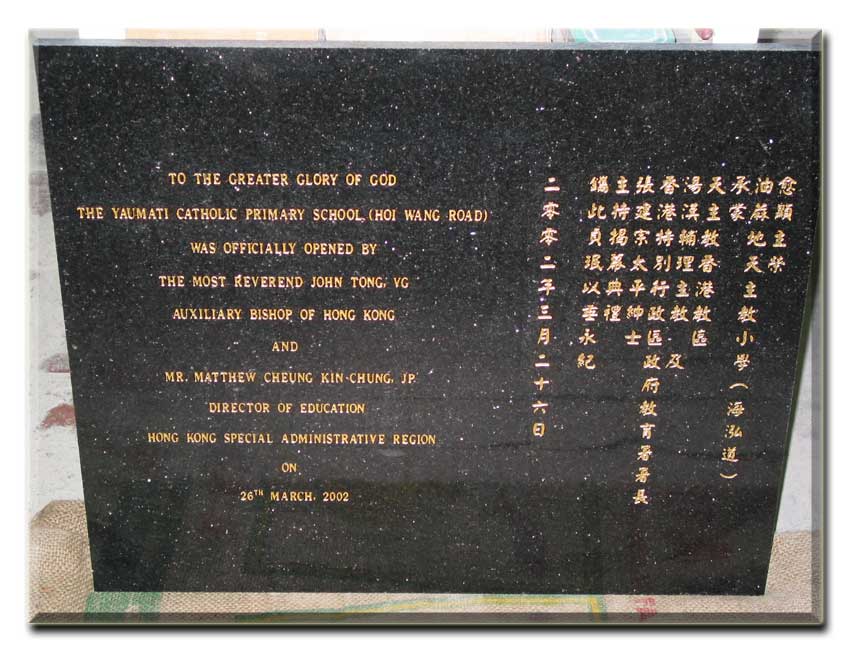 TO THE GREATER GLORY OF GOD
THE YAUMATI CATHOLIC PRIMARY SCHOOL (HOI WANG ROAD)
WAS OFFICIALLY OPENED BY
THE MOST REVEREND JOHN TONG, VG
AUXILIARY BISHOP OF HONG KONG
AND
MR. MATTHEW CHEUNG KIN-CHUNG, JP
DIRECTOR OF EDUCATION
HONG KONG SPECIAL ADMINISTRATIVE REGION
ON
26TH MARCH, 2002
愈顯主榮
油蔴地天主教小學(海泓道)
承蒙
天主教香港教區
湯漢輔理主教 及
香港特別行政區政府教育署署長
張建宗太平紳士
主持揭幕典禮
鐫此貞珉以華永紀
二零零二年三月二十六日